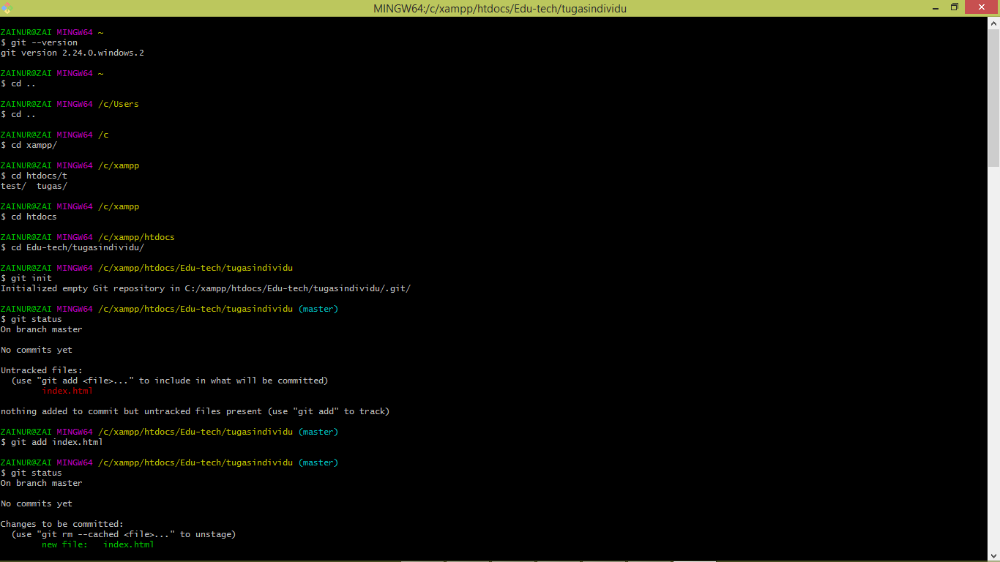 MINGW64:/c/xampp/htdocs/Edu-tech/tugasindividu
ZAINUR@ZAI MINGW64 ~
$ git --version
git version 2.24.0.windows.2
ZAINUR@ZAI MINGW64 ~
$ cd ..
ZAINUR@ZAI MINGW64 /c/Users
$ cd ..
ZAINUR@ZAI MINGW64 /c
$ cd xampp/
ZAINUR@ZAI MINGW64 /c/xampp
$ cd htdocs/t
test/  tugas/
ZAINUR@ZAI MINGW64 /c/xampp
$ cd htdocs
ZAINUR@ZAI MINGW64 /c/xampp/htdocs
$ cd Edu-tech/tugasindividu/
ZAINUR@ZAI MINGW64 /c/xampp/htdocs/Edu-tech/tugasindividu
$ git init
Initialized empty Git repository in C:/xampp/htdocs/Edu-tech/tugasindividu/.git/
ZAINUR@ZAI MINGW64 /c/xampp/htdocs/Edu-tech/tugasindividu (master)
$ git status
On branch master
No commits yet
Untracked files:
  (use "git add <file>..." to include in what will be committed)
        index.html
nothing added to commit but untracked files present (use "git add" to track)
ZAINUR@ZAI MINGW64 /c/xampp/htdocs/Edu-tech/tugasindividu (master)
$ git add index.html
ZAINUR@ZAI MINGW64 /c/xampp/htdocs/Edu-tech/tugasindividu (master)
$ git status
On branch master
No commits yet
Changes to be committed:
  (use "git rm --cached <file>..." to unstage)
        new file:   index.html